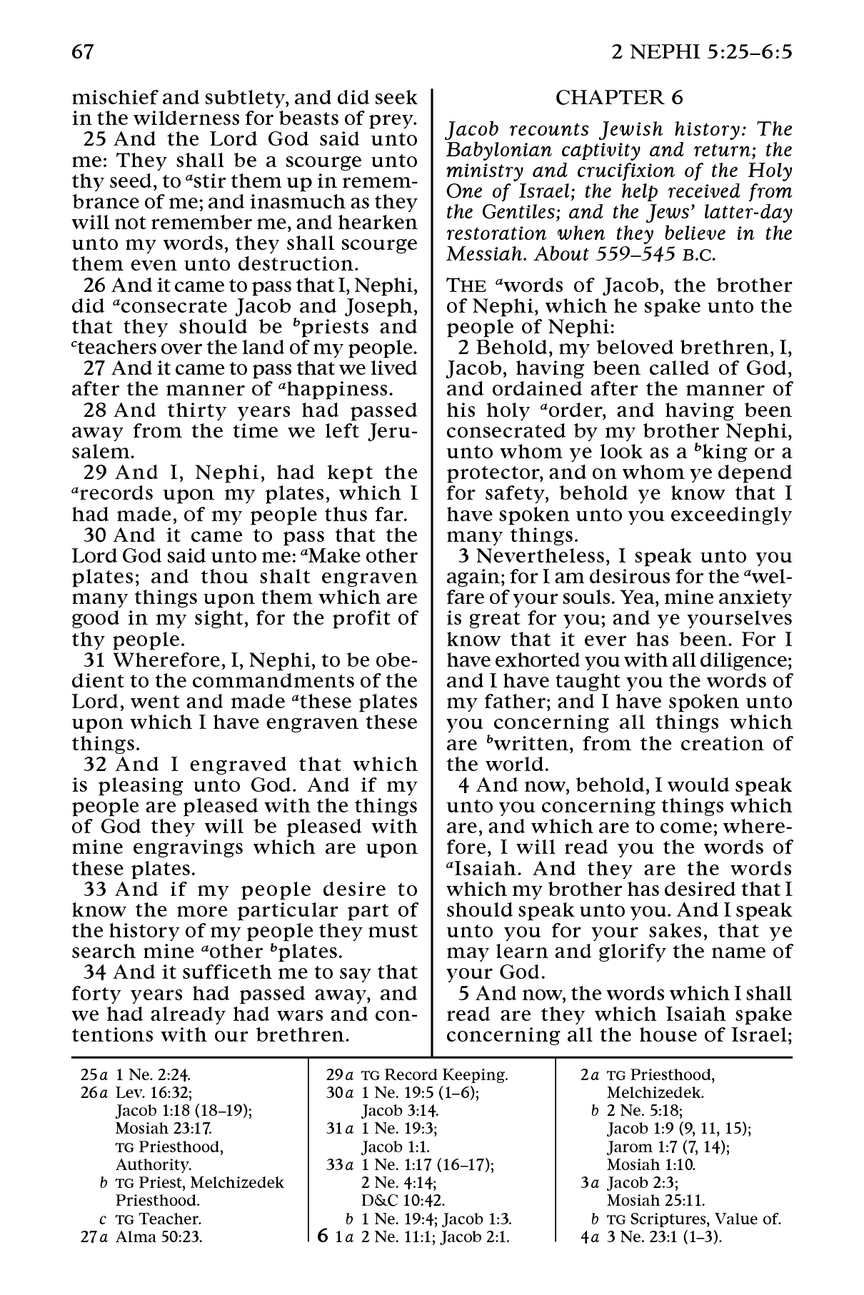 67
2 NEPHI 5:25–6:5
mischief and subtlety, and did seek
in the wilderness for beasts of prey.
25 And the Lord God said unto
me: They shall be a scourge unto
thy seed, to astir them up in remem-
brance of me; and inasmuch as they
will not remember me, and hearken
unto my words, they shall scourge
them even unto destruction.
26 And it came to pass that I, Nephi,
did aconsecrate Jacob and Joseph,
that they should be bpriests and
cteachers over the land of my people.
27 And it came to pass that we lived
after the manner of ahappiness.
28 And thirty years had passed
away from the time we left Jeru-
salem.
29 And I, Nephi, had kept the
arecords upon my plates, which I
had made, of my people thus far.
30 And it came to pass that the
Lord God said unto me: aMake other
plates; and thou shalt engraven
many things upon them which are
good in my sight, for the profit of
thy people.
31 Wherefore, I, Nephi, to be obe-
dient to the commandments of the
Lord, went and made athese plates
upon which I have engraven these
things.
32 And I engraved that which
is pleasing unto God. And if my
people are pleased with the things
of God they will be pleased with
mine engravings which are upon
these plates.
33 And if my people desire to
know the more particular part of
the history of my people they must
search mine aother bplates.
34 And it sufficeth me to say that
forty years had passed away, and
we had already had wars and con-
tentions with our brethren.
CHAPTER 6
Jacob recounts Jewish history: The
Babylonian captivity and return; the
ministry and crucifixion of the Holy
One of Israel; the help received from
the Gentiles; and the Jews’ latter-day
restoration when they believe in the
Messiah. About 559–545 B.C.
THE awords of Jacob, the brother
of Nephi, which he spake unto the
people of Nephi:
2 Behold, my beloved brethren, I,
Jacob, having been called of God,
and ordained after the manner of
his holy aorder, and having been
consecrated by my brother Nephi,
unto whom ye look as a bking or a
protector, and on whom ye depend
for safety, behold ye know that I
have spoken unto you exceedingly
many things.
3 Nevertheless, I speak unto you
again; for I am desirous for the awel-
fare of your souls. Yea, mine anxiety
is great for you; and ye yourselves
know that it ever has been. For I
have exhorted you with all diligence;
and I have taught you the words of
my father; and I have spoken unto
you concerning all things which
are bwritten, from the creation of
the world.
4 And now, behold, I would speak
unto you concerning things which
are, and which are to come; where-
fore, I will read you the words of
aIsaiah. And they are the words
which my brother has desired that I
should speak unto you. And I speak
unto you for your sakes, that ye
may learn and glorify the name of
your God.
5 And now, the words which I shall
read are they which Isaiah spake
concerning all the house of Israel;
25a 1 Ne. 2:24.
26a Lev. 16:32;
Jacob 1:18 (18–19);
Mosiah 23:17.
TG Priesthood,
Authority.
b TG Priest, Melchizedek
Priesthood.
c TG Teacher.
27a Alma 50:23.
29a TG Record Keeping.
30a 1 Ne. 19:5 (1–6);
Jacob 3:14.
31a 1 Ne. 19:3;
Jacob 1:1.
33a 1 Ne. 1:17 (16–17);
2 Ne. 4:14;
D&C 10:42.
b 1 Ne. 19:4; Jacob 1:3.
6 1a 2 Ne. 11:1; Jacob 2:1.
2a TG Priesthood,
Melchizedek.
b 2 Ne. 5:18;
Jacob 1:9 (9, 11, 15);
Jarom 1:7 (7, 14);
Mosiah 1:10.
3a Jacob 2:3;
Mosiah 25:11.
b TG Scriptures, Value of.
4a 3 Ne. 23:1 (1–3).